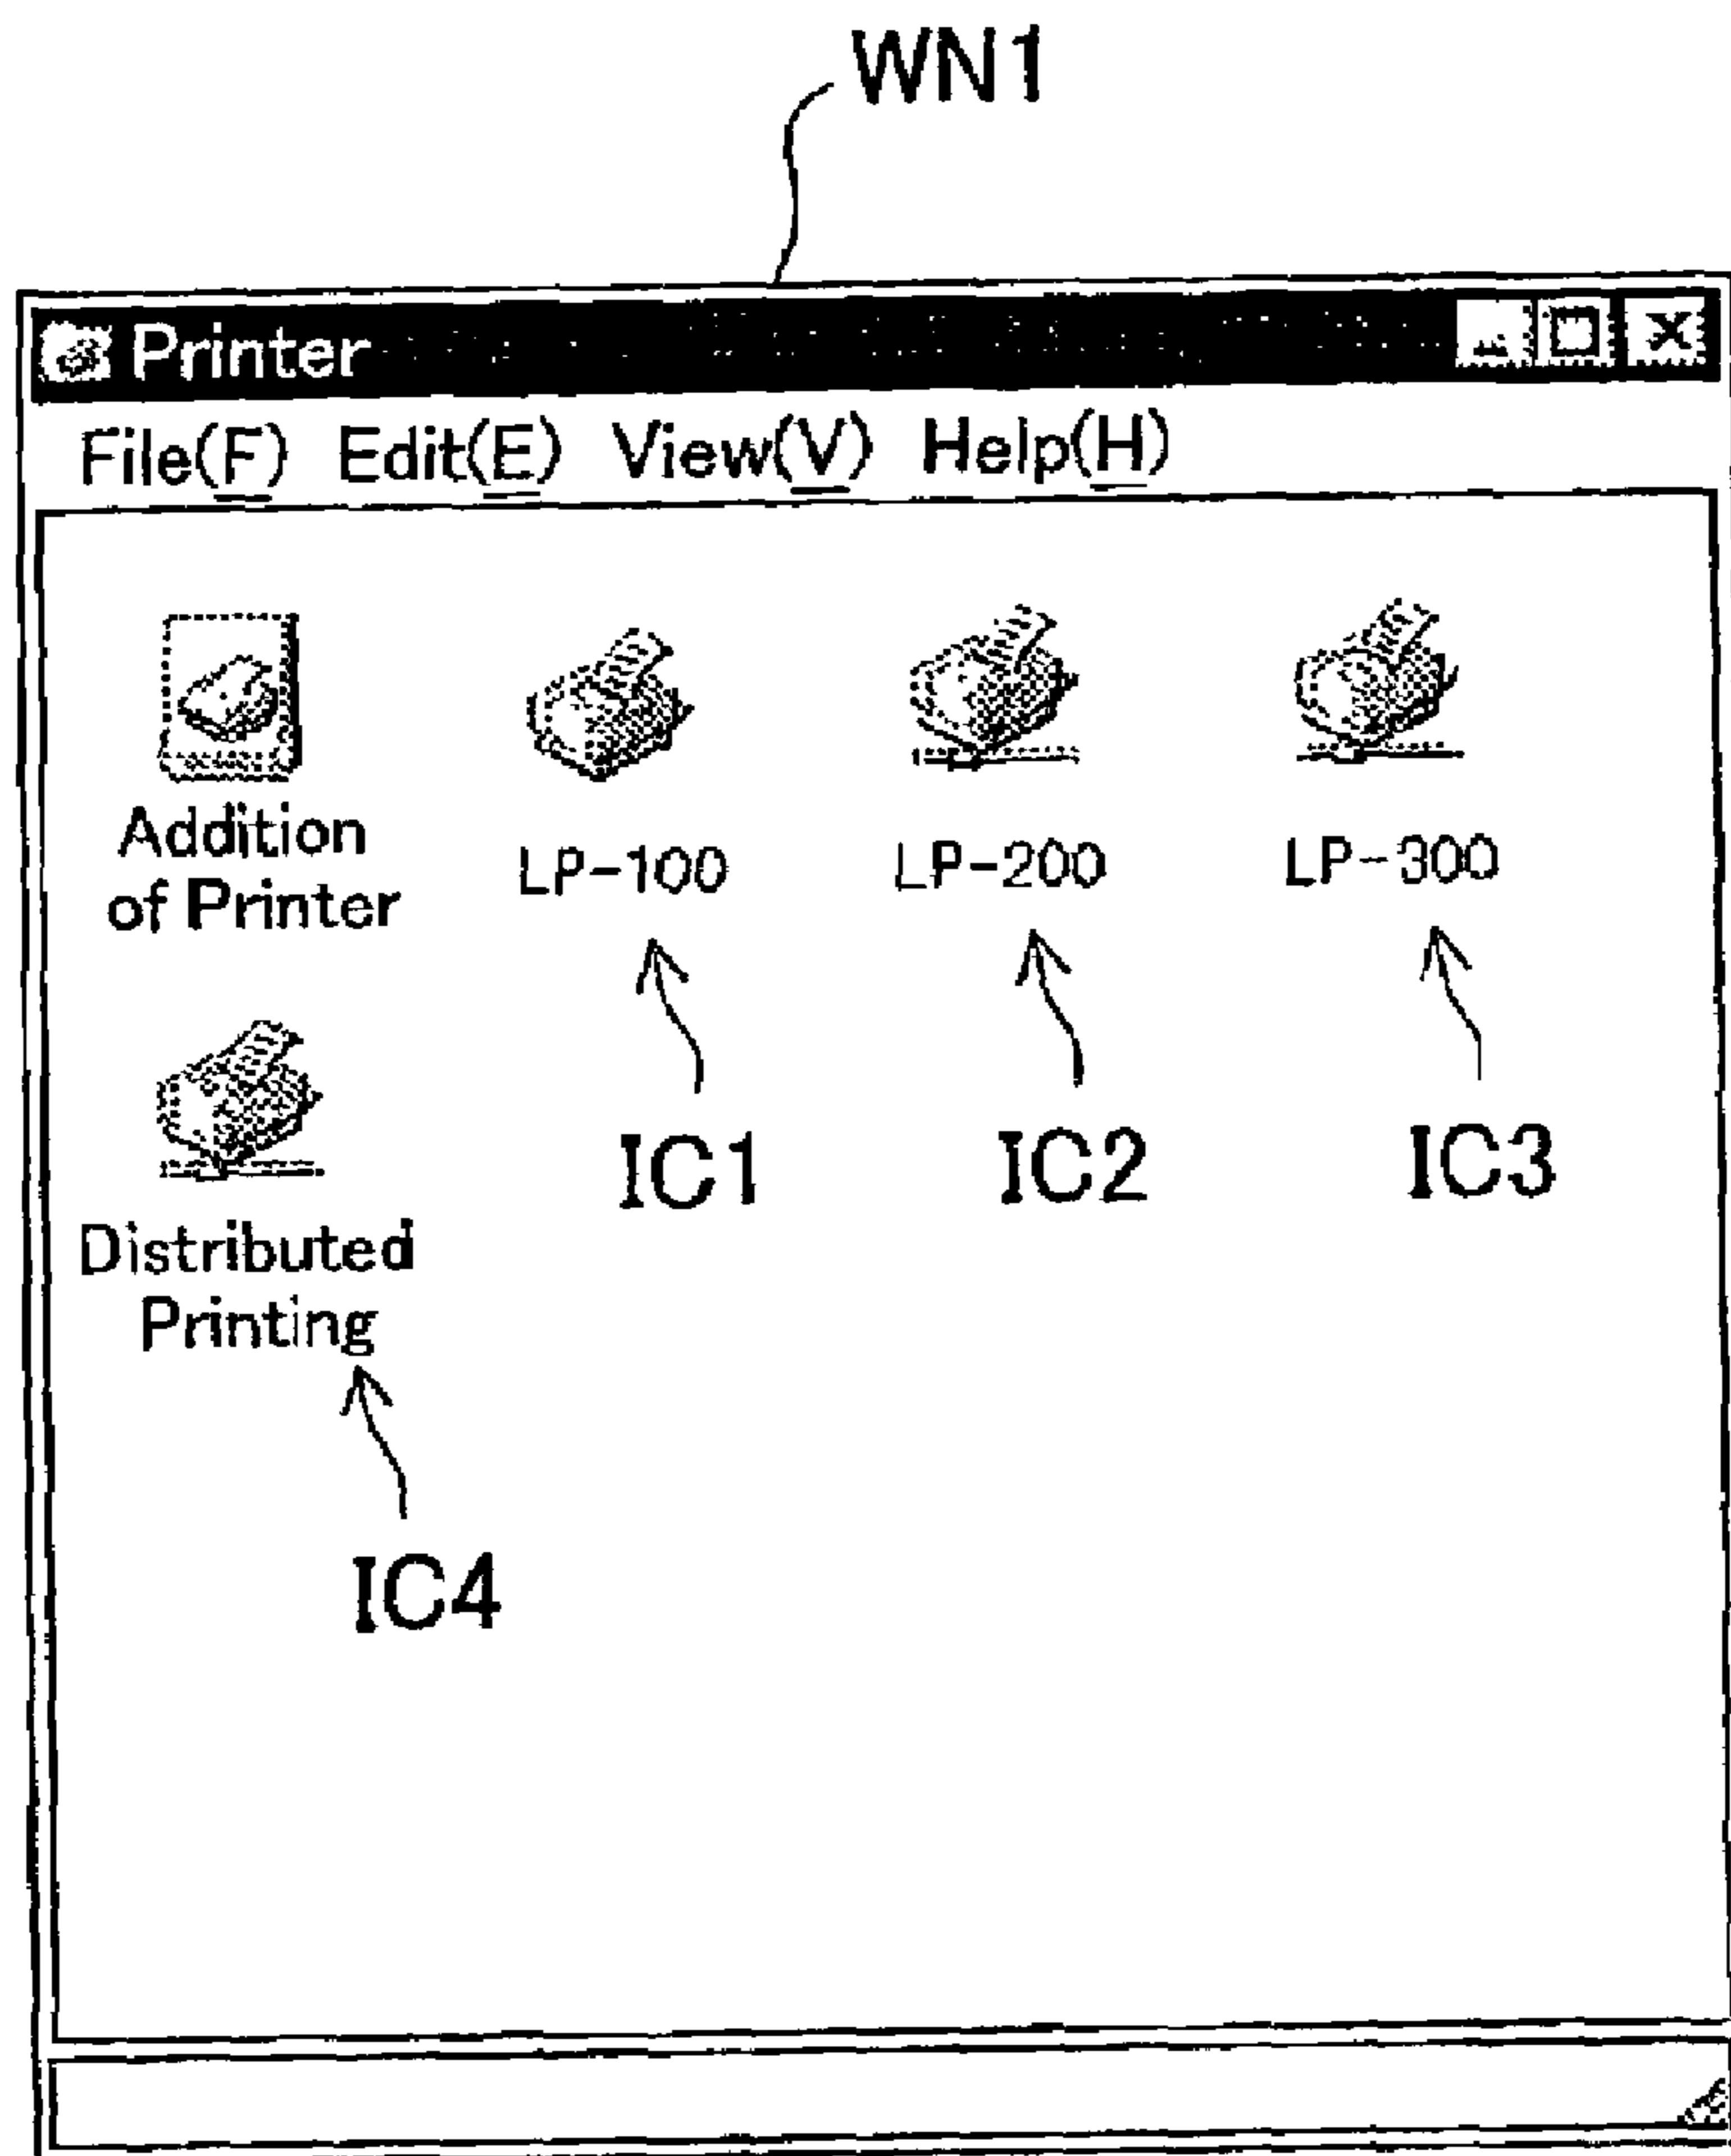 WN1
Printer
File(F) Edit(E) View(V) Help(H)
Addition
of Printer
LP-100
LP-200
LP-300
IC1
IC2
IC3
Distributed
Printing
IC4